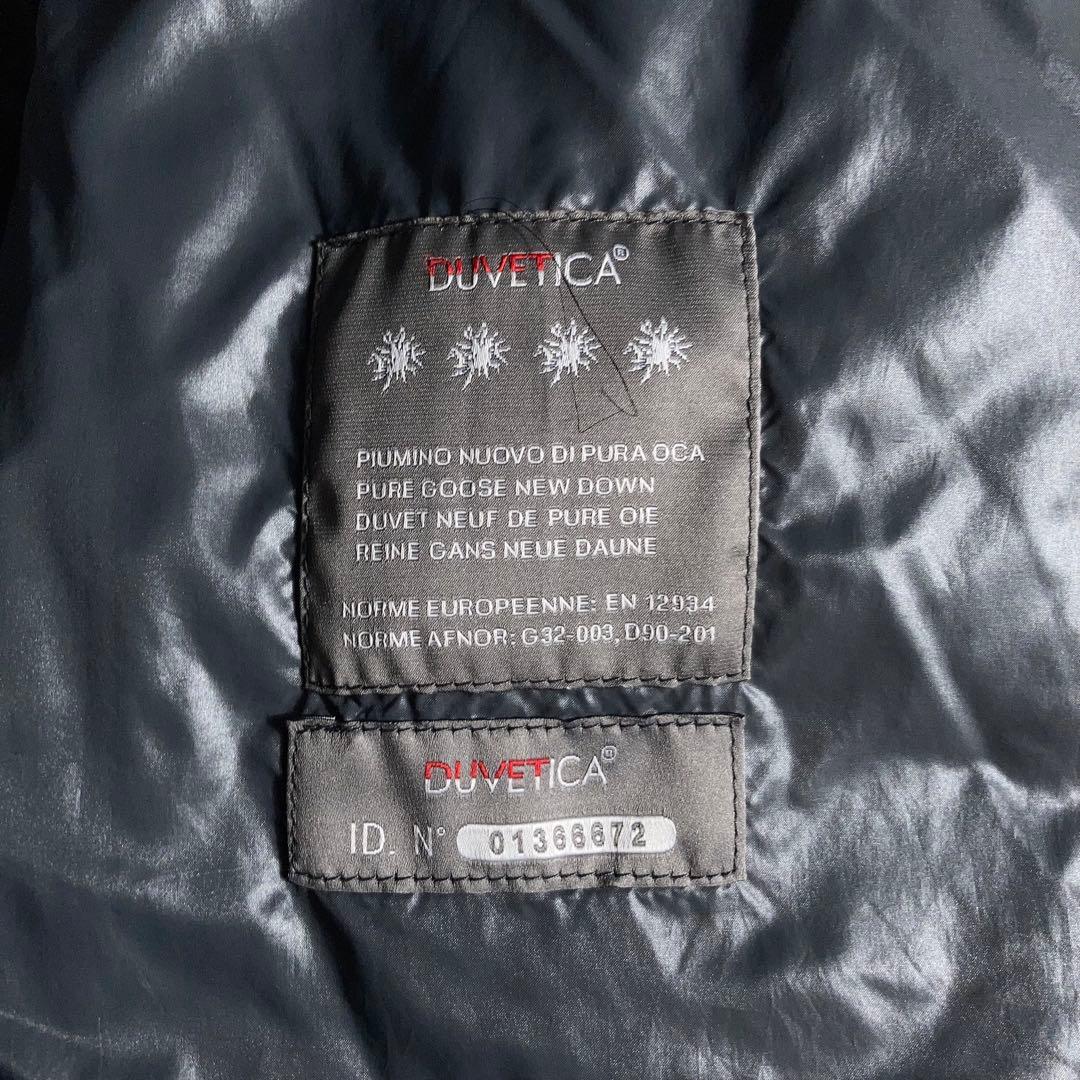 DUVETICA®
PIUMINO NUOVO DI PURA OCA
PURE GOOSE NEW DOWN
DUVET NEUF DE PURE OIE
REINE GANS NEUE DAUNE
NORME EUROPEENNE: EN 12934
NORME AFNOR: G32-003, D90-201
DUVETICA®
ID. N° 01366672